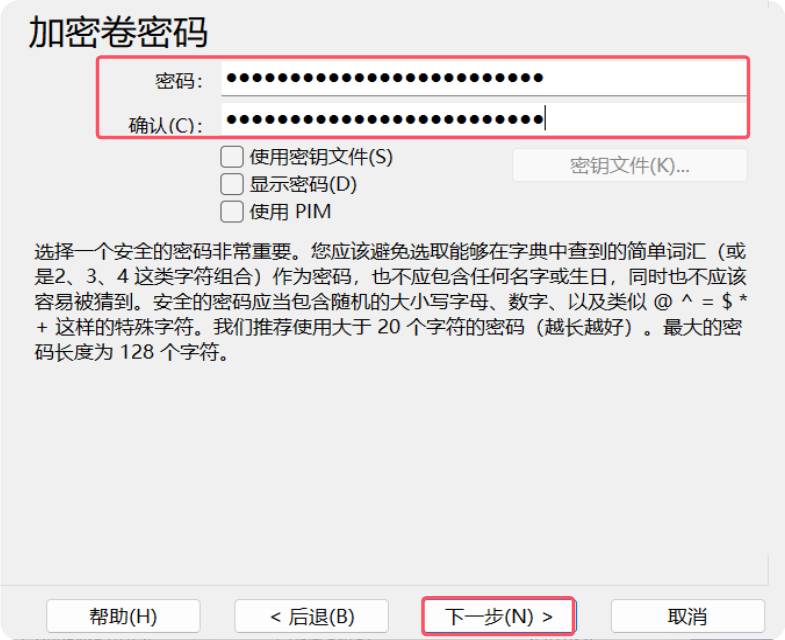 加密卷密码
密码: ●●●●●●●●●●●●●●●●●●●●●●●●●
确认(C): ●●●●●●●●●●●●●●●●●●●●●●●●●
使用密钥文件(S)
密钥文件(K)...
显示密码(D)
使用 PIM
选择一个安全的密码非常重要。您应该避免选取能够在字典中查到的简单词汇（或
是2、3、4 这类字符组合）作为密码，也不应包含任何名字或生日，同时也不应该
容易被猜到。安全的密码应当包含随机的大小写字母、数字、以及类似 @ ^ = $ *
+ 这样的特殊字符。我们推荐使用大于 20 个字符的密码（越长越好）。最大的密
码长度为 128 个字符。
帮助(H) < 后退(B) 下一步(N) > 取消